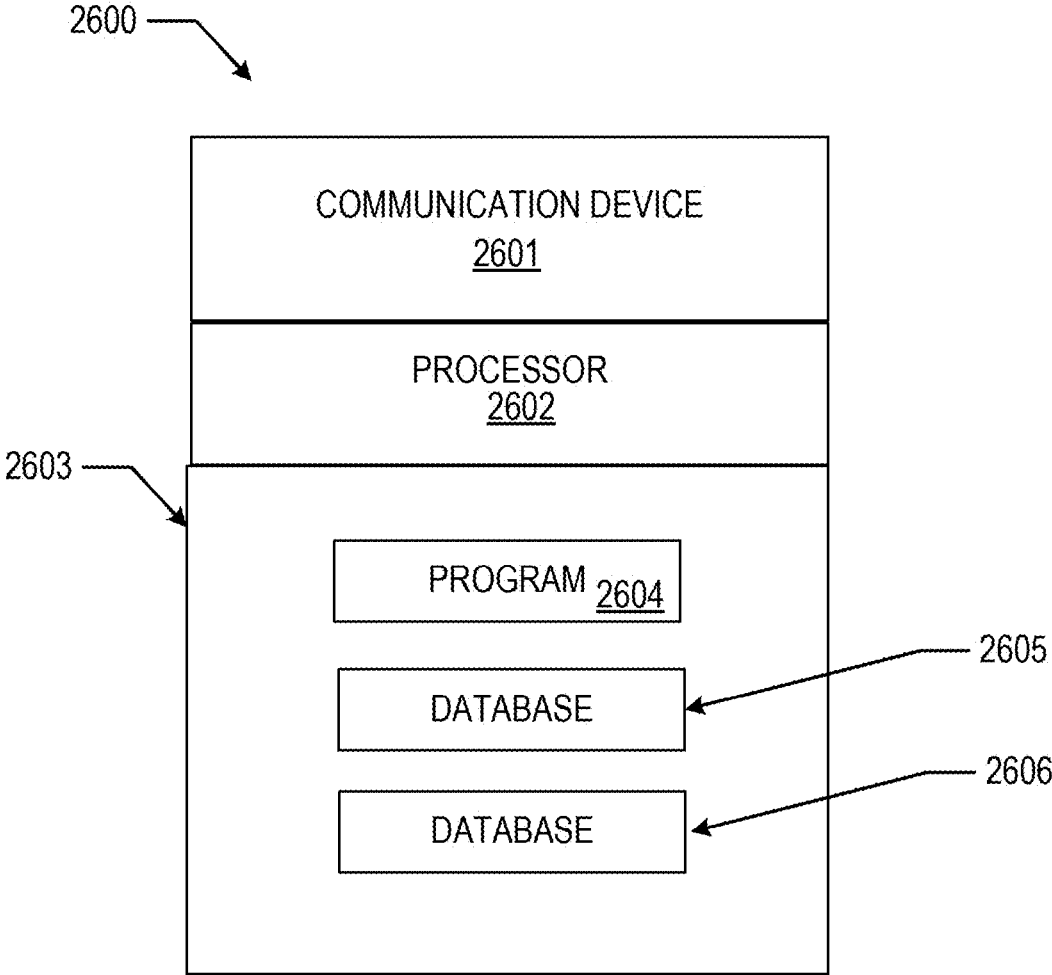 2600
COMMUNICATION DEVICE
2601
PROCESSOR
2602
2603
PROGRAM 2604
2605
DATABASE
2606
DATABASE